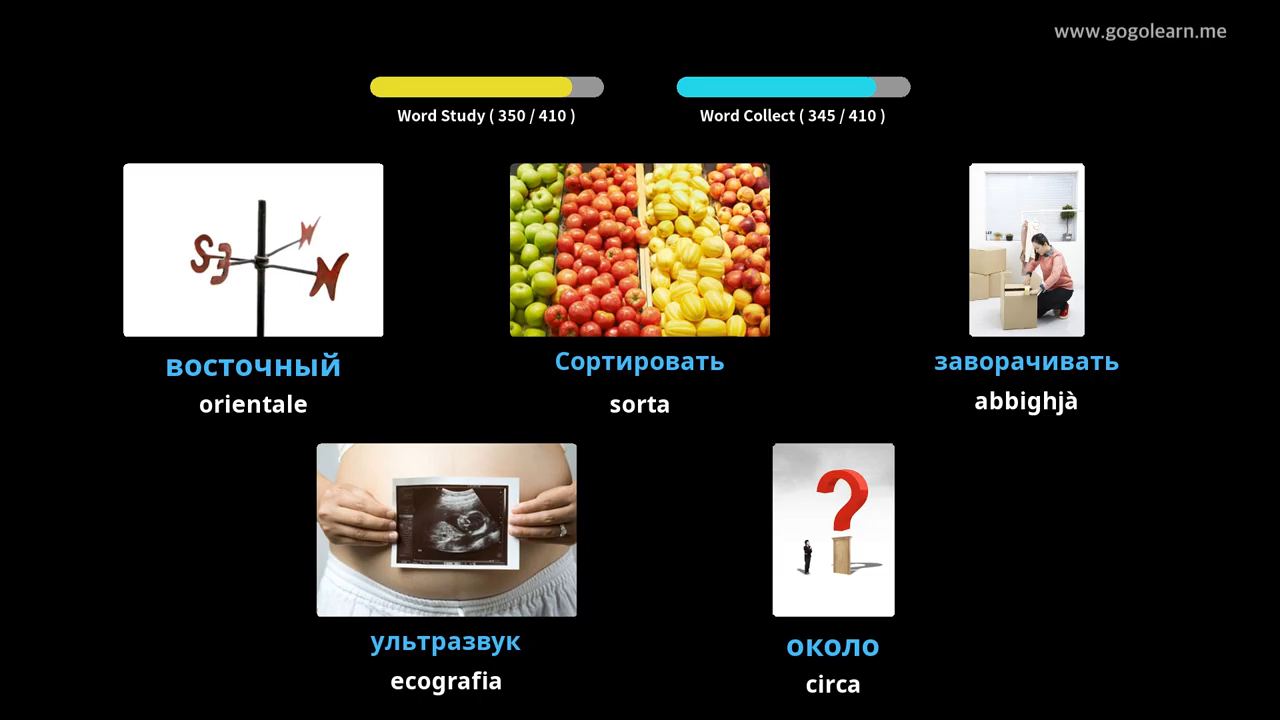 www.gogolearn.me
Word Study ( 350 / 410 )
Word Collect ( 345 / 410 )
восточный
orientale
Сортировать
sorta
заворачивать
abbighjà
ультразвук
ecografia
около
circa